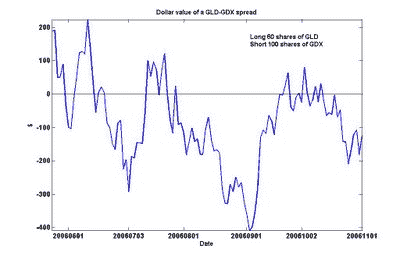 Dollar value of a GLD-GDX spread
Long 60 shares of GLD
Short 100 shares of GDX
200
100
0
-100
-200
-300
-400
$
20060601 20060703 20060801 20060901 20061002 20061101
Date